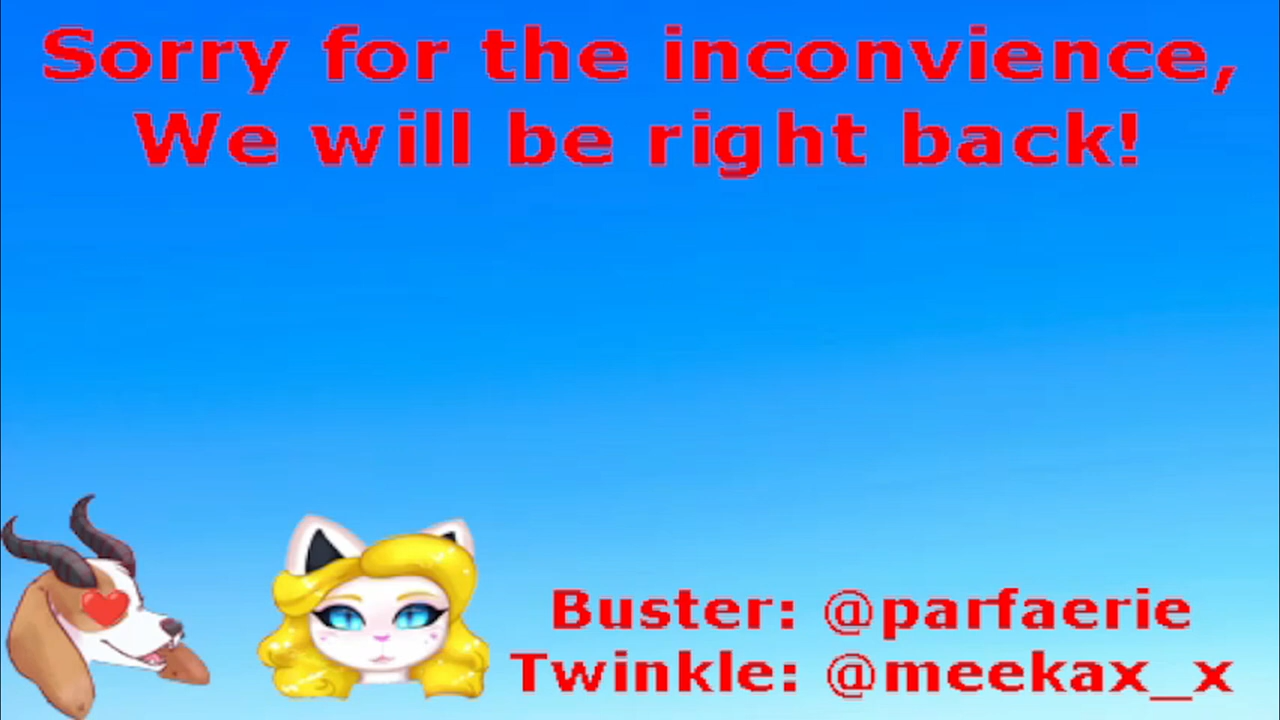 Sorry for the inconvience,
We will be right back!
Buster: @parfaerie
Twinkle: @meekax_x